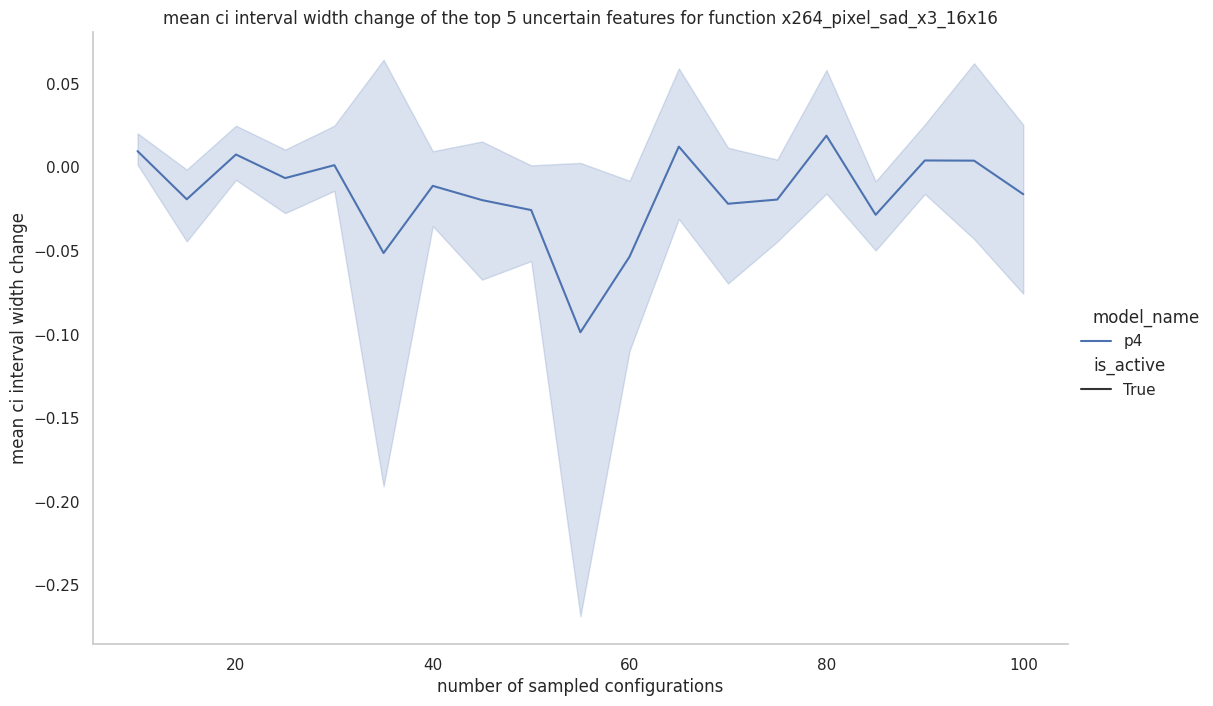 mean ci interval width change of the top 5 uncertain features for function x264_pixel_sad_x3_16x16
mean ci interval width change
0.05
0.00
−0.05
−0.10
−0.15
−0.20
−0.25
20
40
60
80
100
number of sampled configurations
model_name
p4
is_active
True